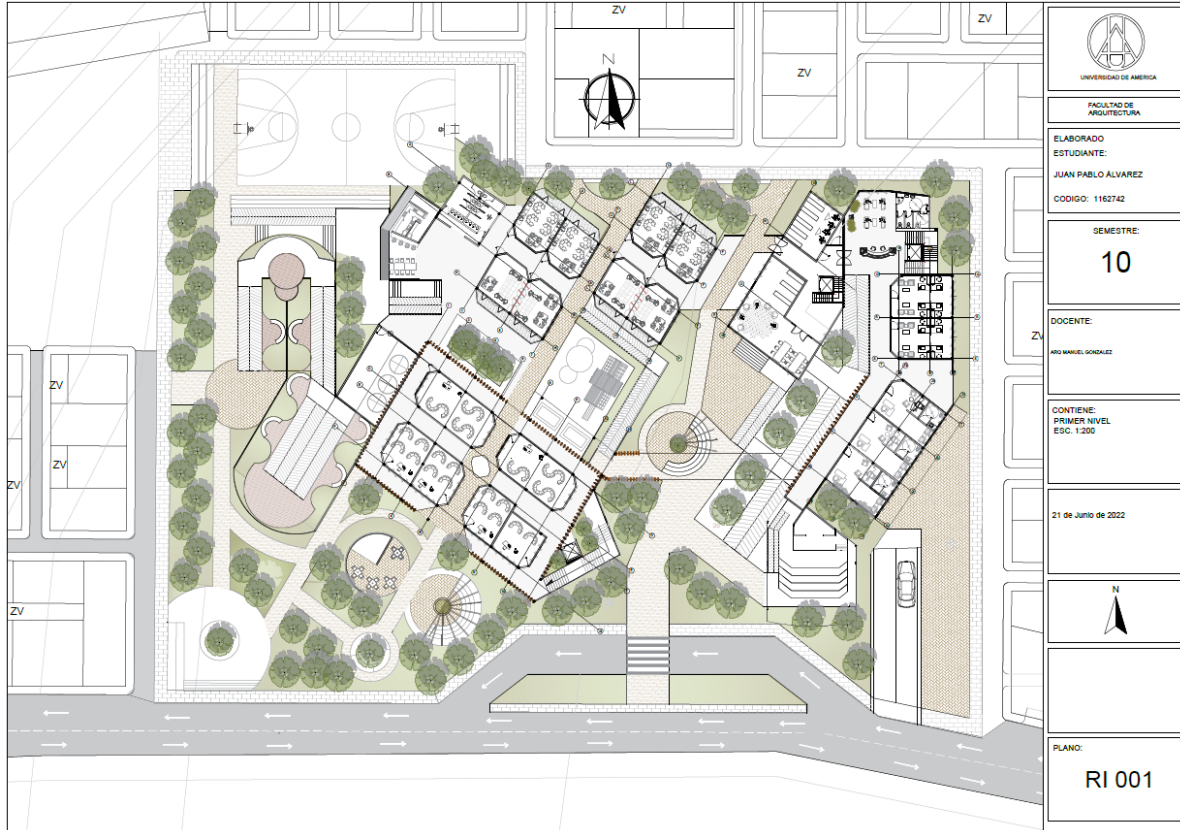 ZV
ZV
ZV
N
ZV
ZV
ZV
ZV
ZV
UNIVERSIDAD DE AMERICA
FACULTAD DE
ARQUITECTURA
ELABORADO
ESTUDIANTE:
JUAN PABLO ÁLVAREZ
CODIGO: 1162742
SEMESTRE:
10
DOCENTE:
ARQ MANUEL GONZALEZ
CONTIENE:
PRIMER NIVEL
ESC. 1:200
21 de Junio de 2022
N
PLANO:
RI 001